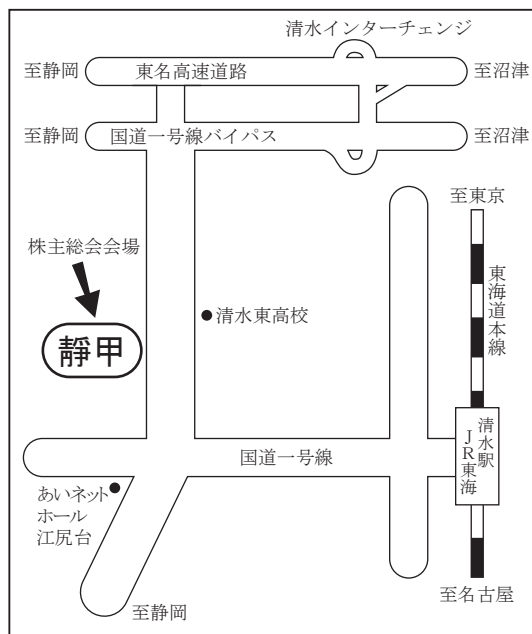 清水インターチェンジ
至静岡
東名高速道路
至沼津
至静岡
国道一号線バイパス
至沼津
至東京
株主総会会場
東海道本線
清水東高校
靜甲
国道一号線
清水駅
JR東海
あいネット
ホール
江尻台
至静岡
至名古屋